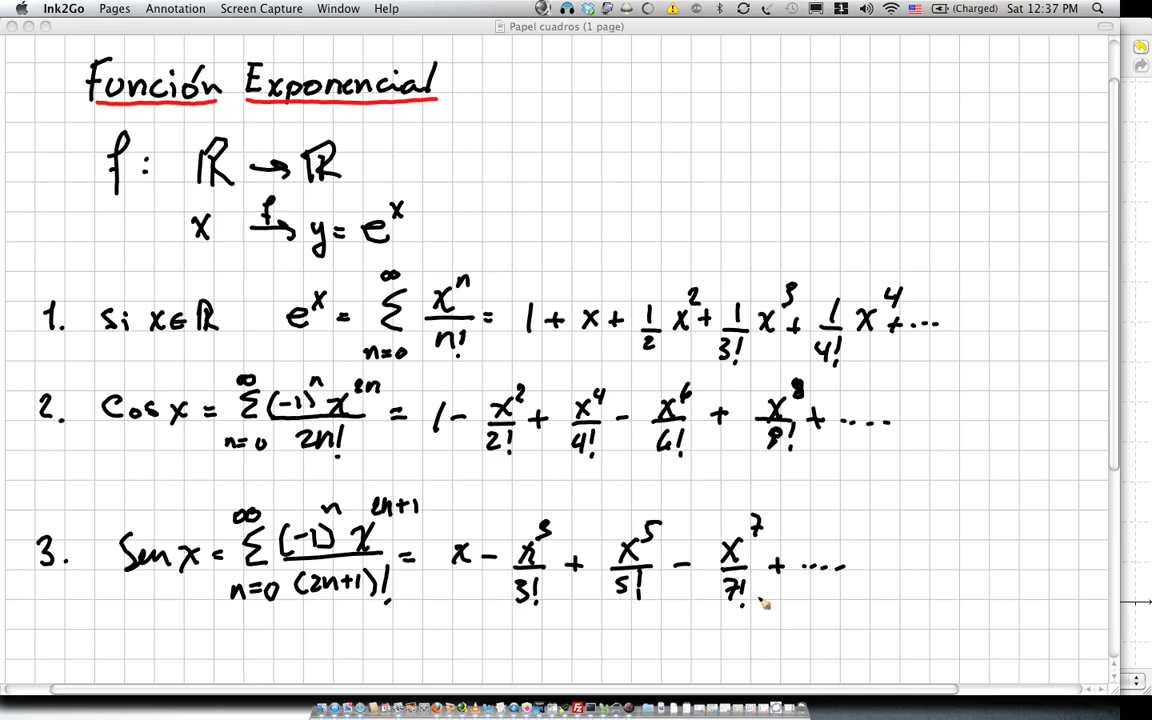 Ink2Go Pages Annotation Screen Capture Window Help (Charged) Sat 12:37 PM
Papel cuadros (1 page)
Función Exponencial
f: ℝ → ℝ
x →^f y = e^x
1. si x∈ℝ e^x = ∑_{n=0}^{∞} x^n/n! = 1 + x + 1/2 x^2 + 1/3! x^3 + 1/4! x^4 + ...
2. Cos x = ∑_{n=0}^{∞} (-1)^n x^{2n}/2n! = 1 - x^2/2! + x^4/4! - x^6/6! + x^8/8! + ....
3. Sen x = ∑_{n=0}^{∞} (-1)^n x^{2n+1}/(2n+1)! = x - x^3/3! + x^5/5! - x^7/7! + ....